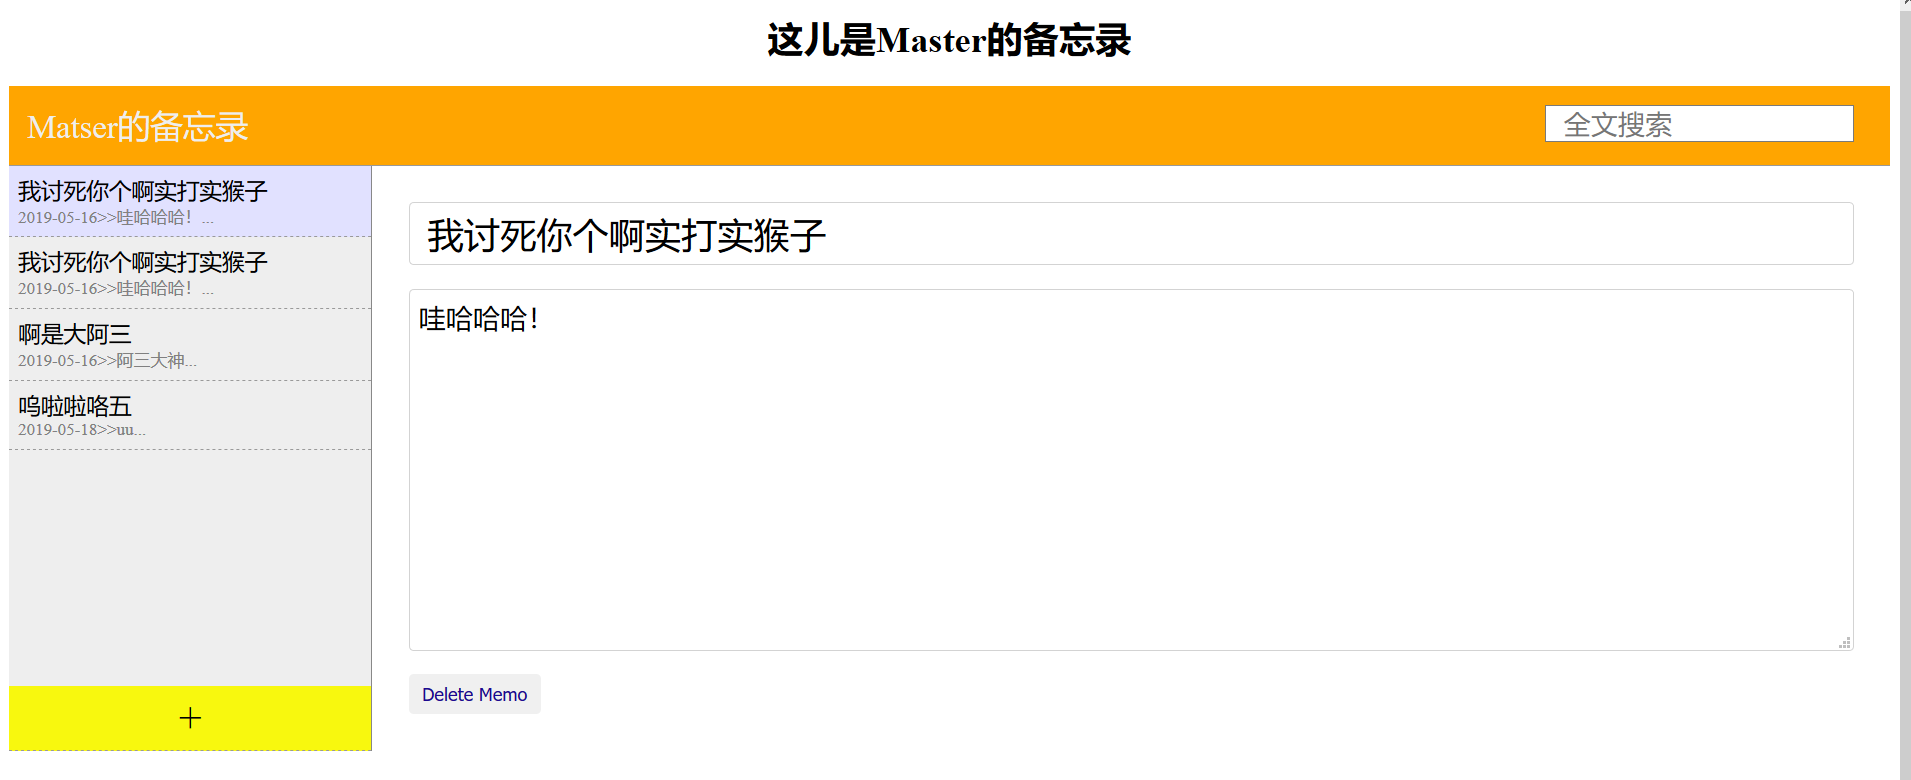 这儿是Master的备忘录
Matser的备忘录
全文搜索
我讨死你个啊实打实猴子
2019-05-16>>哇哈哈哈！...
我讨死你个啊实打实猴子
2019-05-16>>哇哈哈哈！...
啊是大阿三
2019-05-16>>阿三大神...
呜啦啦咯五
2019-05-18>>uu...
+
我讨死你个啊实打实猴子
哇哈哈哈！
Delete Memo